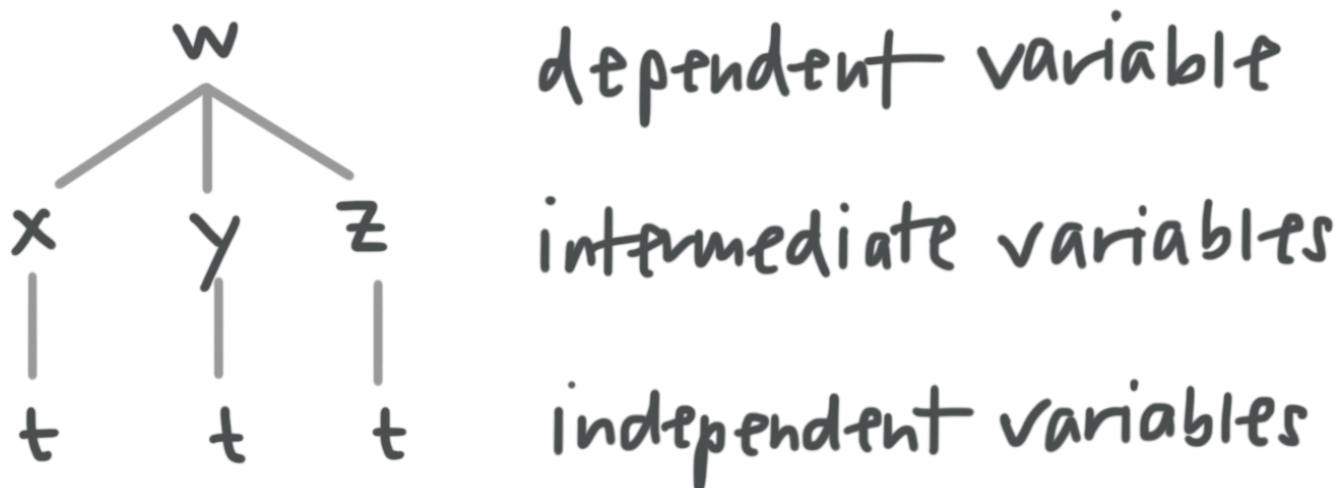 w dependent variable
x y z intermediate variables
t t t independent variables